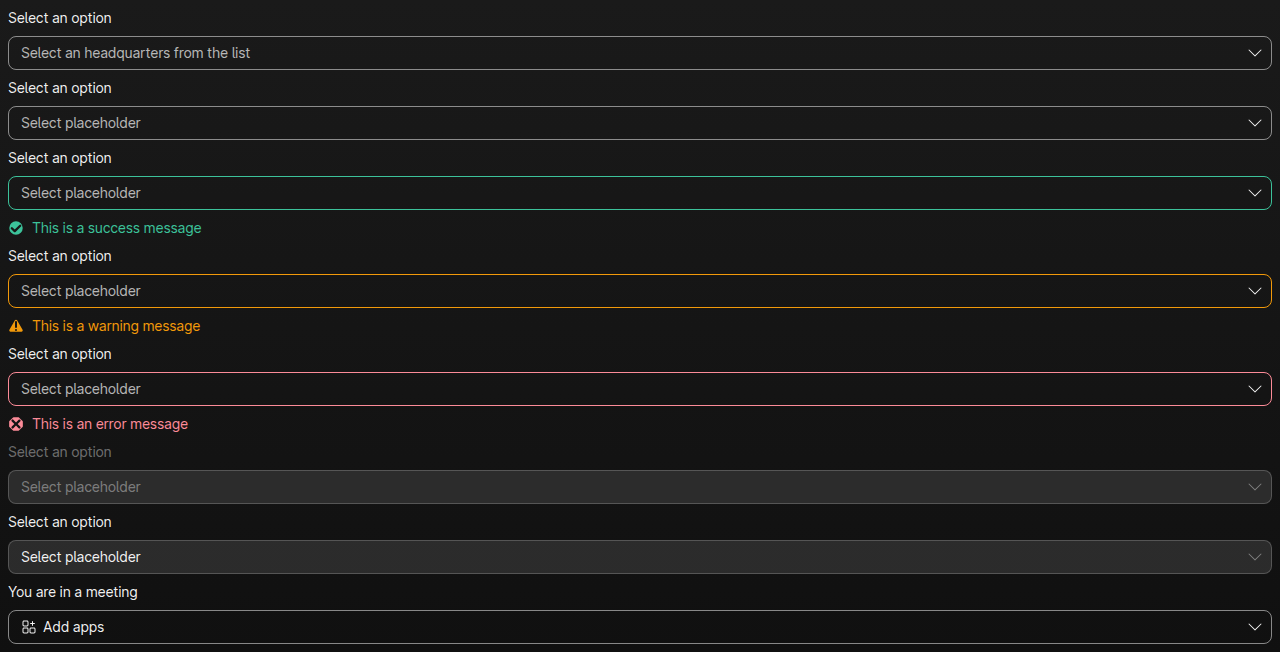 Select an option
Select an headquarters from the list
Select an option
Select placeholder
Select an option
Select placeholder
This is a success message
Select an option
Select placeholder
This is a warning message
Select an option
Select placeholder
This is an error message
Select an option
Select placeholder
Select an option
Select placeholder
You are in a meeting
Add apps